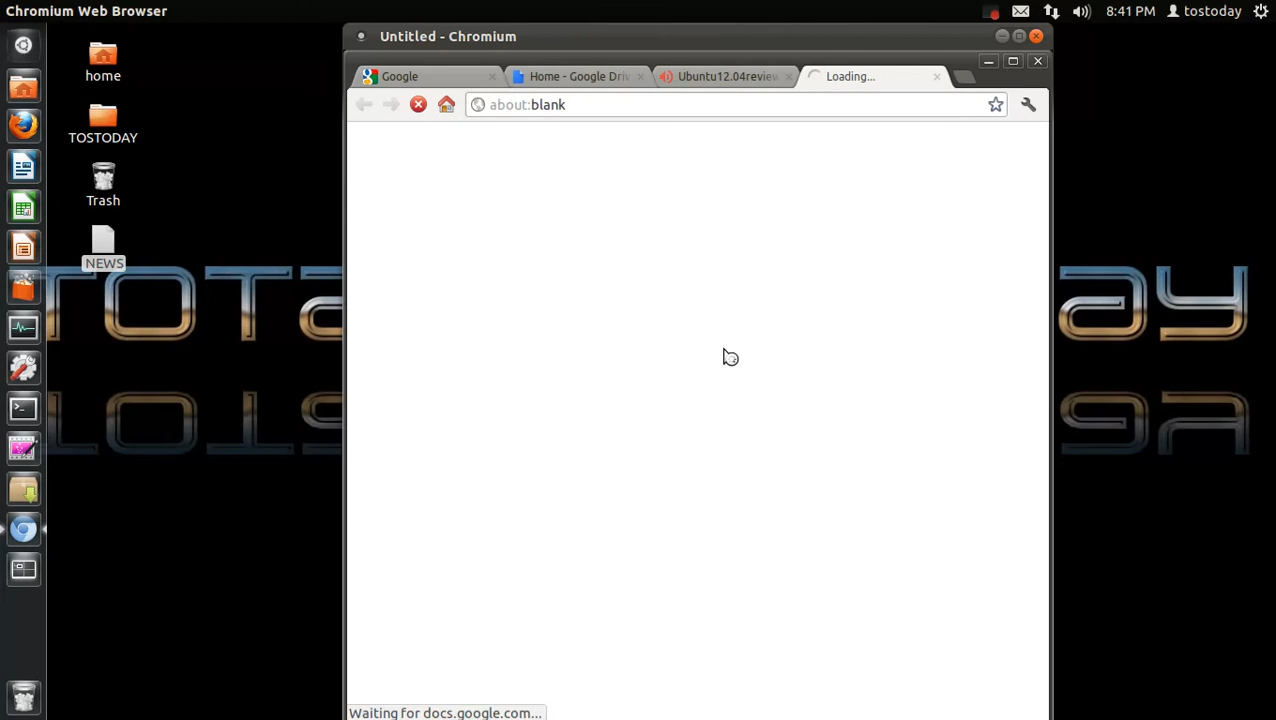 Chromium Web Browser
8:41 PM
tostoday
Untitled - Chromium
Google
Home - Google Driv
Ubuntu12.04review
Loading...
about:blank
home
TOSTODAY
Trash
NEWS
Waiting for docs.google.com...